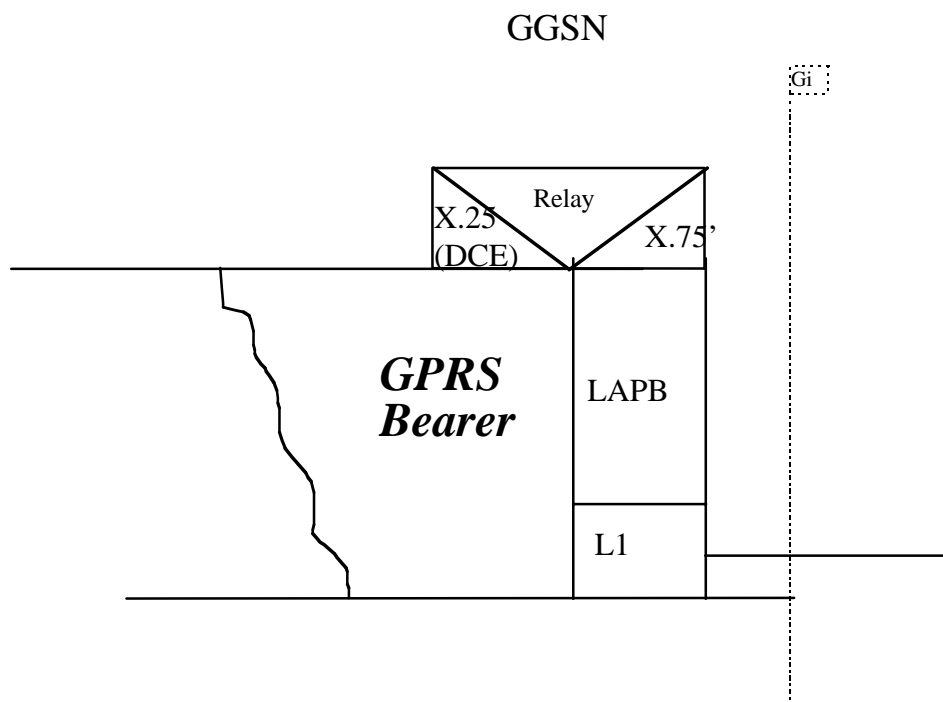 GGSN
Gi
Relay
X.25
(DCE)
X.75’
GPRS
Bearer
LAPB
L1